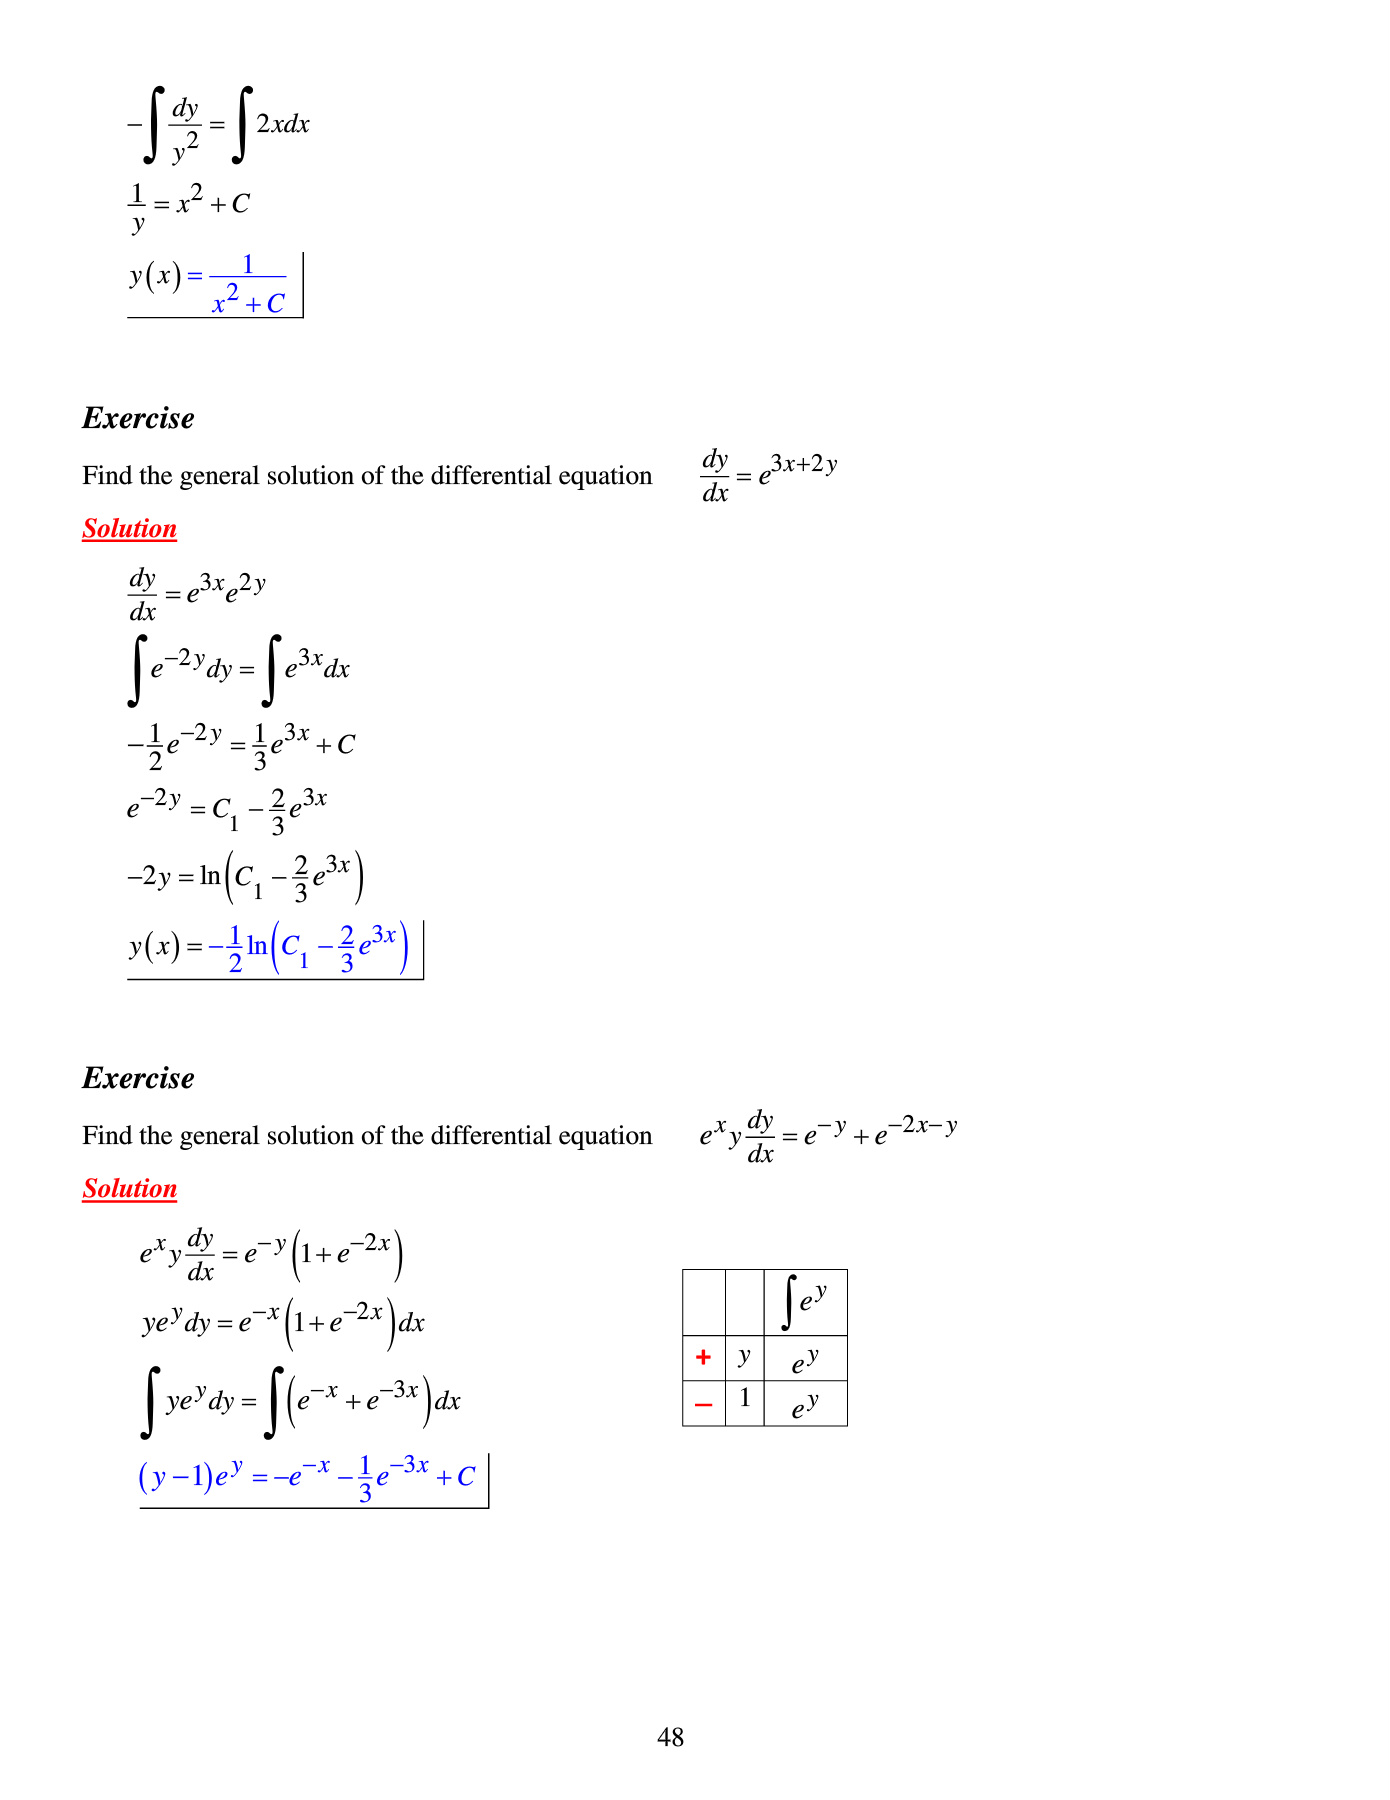 $-\int \frac{dy}{y^2} = \int 2xdx$
$\frac{1}{y} = x^2 + C$
$y(x) = \frac{1}{x^2 + C}$
Exercise
Find the general solution of the differential equation $\frac{dy}{dx} = e^{3x+2y}$
Solution
$\frac{dy}{dx} = e^{3x} e^{2y}$
$\int e^{-2y} dy = \int e^{3x} dx$
$-\frac{1}{2} e^{-2y} = \frac{1}{3} e^{3x} + C$
$e^{-2y} = C_1 - \frac{2}{3} e^{3x}$
$-2y = \ln\left(C_1 - \frac{2}{3} e^{3x}\right)$
$y(x) = -\frac{1}{2} \ln\left(C_1 - \frac{2}{3} e^{3x}\right)$
Exercise
Find the general solution of the differential equation $e^x y \frac{dy}{dx} = e^{-y} + e^{-2x-y}$
Solution
$e^x y \frac{dy}{dx} = e^{-y}\left(1 + e^{-2x}\right)$
$ye^y dy = e^{-x}\left(1 + e^{-2x}\right) dx$
$\int ye^y dy = \int \left(e^{-x} + e^{-3x}\right) dx$
$(y-1)e^y = -e^{-x} - \frac{1}{3} e^{-3x} + C$
$\int e^y$
+ $y$ $e^y$
− 1 $e^y$
48